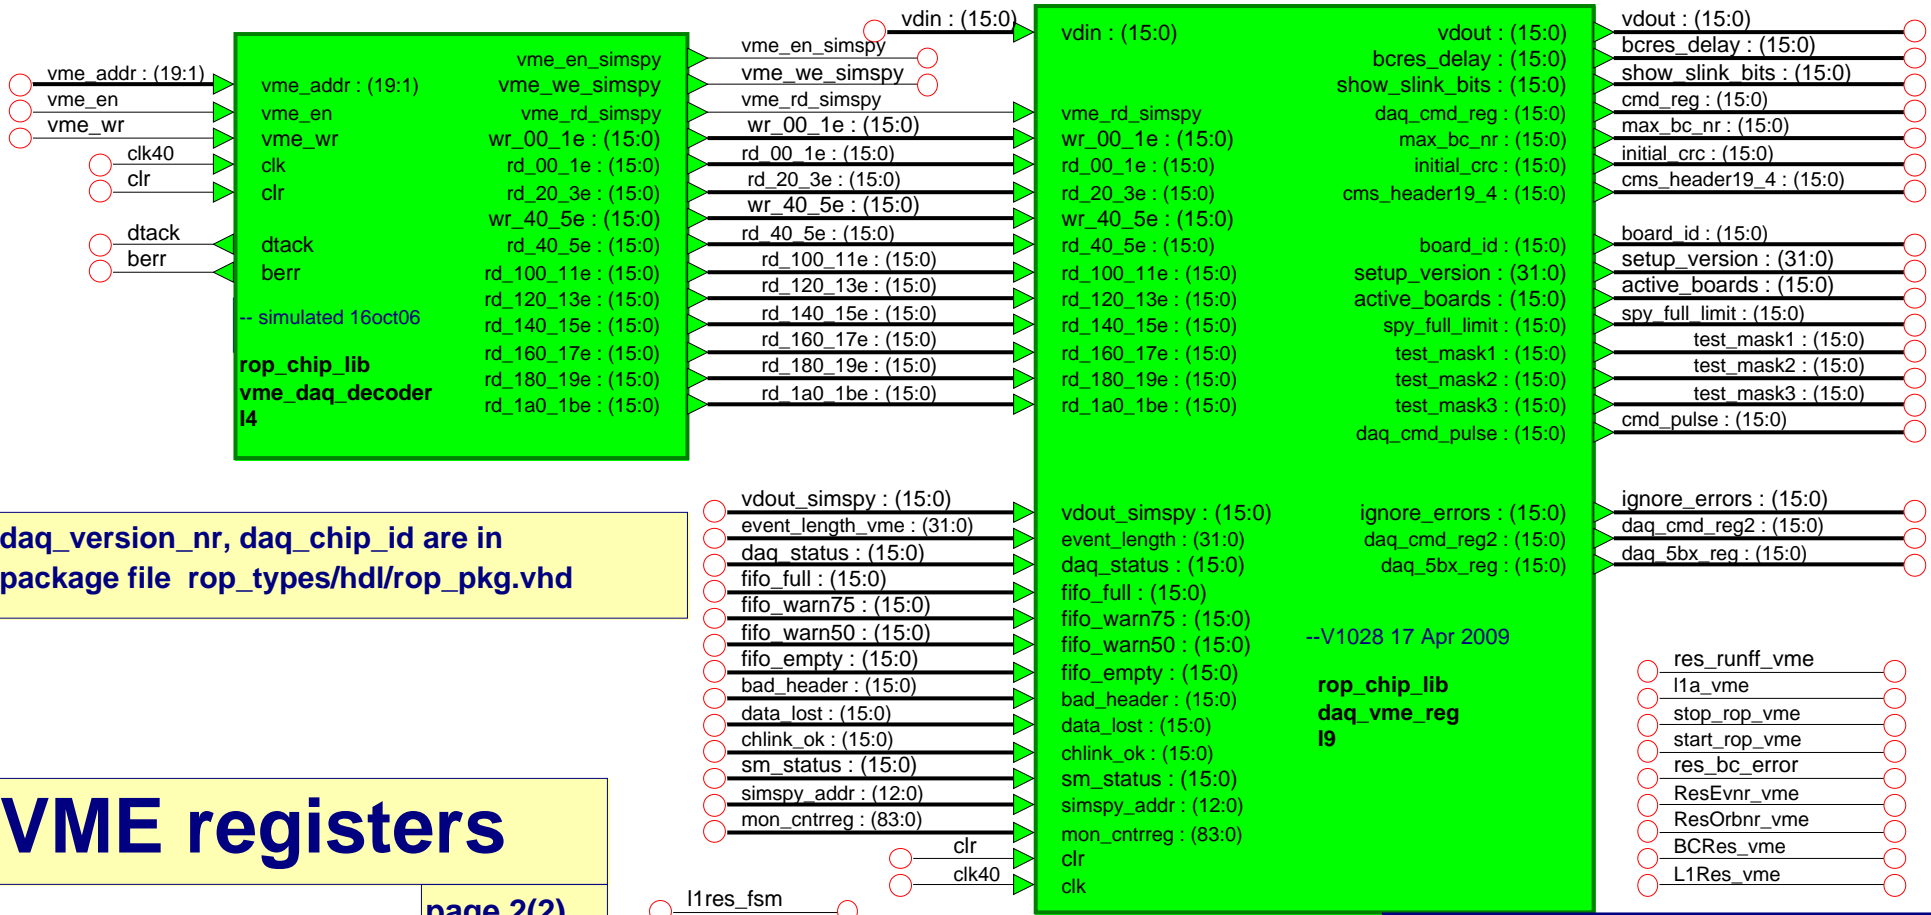 vme_addr : (19:1)
vme_en
vme_wr
clk40
clr
dtack
berr
vme_addr : (19:1)
vme_en
vme_wr
clk
clr
dtack
berr
-- simulated 16oct06
rop_chip_lib
vme_daq_decoder
I4
vme_en_simspy
vme_we_simspy
vme_rd_simspy
wr_00_1e : (15:0)
rd_00_1e : (15:0)
rd_20_3e : (15:0)
wr_40_5e : (15:0)
rd_40_5e : (15:0)
rd_100_11e : (15:0)
rd_120_13e : (15:0)
rd_140_15e : (15:0)
rd_160_17e : (15:0)
rd_180_19e : (15:0)
rd_1a0_1be : (15:0)
vdin : (15:0)
vme_en_simspy
vme_we_simspy
vme_rd_simspy
wr_00_1e : (15:0)
rd_00_1e : (15:0)
rd_20_3e : (15:0)
wr_40_5e : (15:0)
rd_40_5e : (15:0)
rd_100_11e : (15:0)
rd_120_13e : (15:0)
rd_140_15e : (15:0)
rd_160_17e : (15:0)
rd_180_19e : (15:0)
rd_1a0_1be : (15:0)
vdin : (15:0)
vme_rd_simspy
wr_00_1e : (15:0)
rd_00_1e : (15:0)
rd_20_3e : (15:0)
wr_40_5e : (15:0)
rd_40_5e : (15:0)
rd_100_11e : (15:0)
rd_120_13e : (15:0)
rd_140_15e : (15:0)
rd_160_17e : (15:0)
rd_180_19e : (15:0)
rd_1a0_1be : (15:0)
vdout : (15:0)
bcres_delay : (15:0)
show_slink_bits : (15:0)
daq_cmd_reg : (15:0)
max_bc_nr : (15:0)
initial_crc : (15:0)
cms_header19_4 : (15:0)
board_id : (15:0)
setup_version : (31:0)
active_boards : (15:0)
spy_full_limit : (15:0)
test_mask1 : (15:0)
test_mask2 : (15:0)
test_mask3 : (15:0)
daq_cmd_pulse : (15:0)
vdout : (15:0)
bcres_delay : (15:0)
show_slink_bits : (15:0)
cmd_reg : (15:0)
max_bc_nr : (15:0)
initial_crc : (15:0)
cms_header19_4 : (15:0)
board_id : (15:0)
setup_version : (31:0)
active_boards : (15:0)
spy_full_limit : (15:0)
test_mask1 : (15:0)
test_mask2 : (15:0)
test_mask3 : (15:0)
cmd_pulse : (15:0)
daq_version_nr, daq_chip_id are in
package file rop_types/hdl/rop_pkg.vhd
vdout_simspy : (15:0)
event_length_vme : (31:0)
daq_status : (15:0)
fifo_full : (15:0)
fifo_warn75 : (15:0)
fifo_warn50 : (15:0)
fifo_empty : (15:0)
bad_header : (15:0)
data_lost : (15:0)
chlink_ok : (15:0)
sm_status : (15:0)
simspy_addr : (12:0)
mon_cntrreg : (83:0)
clr
clk40
vdout_simspy : (15:0)
event_length : (31:0)
daq_status : (15:0)
fifo_full : (15:0)
fifo_warn75 : (15:0)
fifo_warn50 : (15:0)
fifo_empty : (15:0)
bad_header : (15:0)
data_lost : (15:0)
chlink_ok : (15:0)
sm_status : (15:0)
simspy_addr : (12:0)
mon_cntrreg : (83:0)
clr
clk
ignore_errors : (15:0)
daq_cmd_reg2 : (15:0)
daq_5bx_reg : (15:0)
--V1028 17 Apr 2009
rop_chip_lib
daq_vme_reg
I9
ignore_errors : (15:0)
daq_cmd_reg2 : (15:0)
daq_5bx_reg : (15:0)
res_runff_vme
l1a_vme
stop_rop_vme
start_rop_vme
res_bc_error
ResEvnr_vme
ResOrbnr_vme
BCRes_vme
L1Res_vme
VME registers
page 2(2)
l1res_fsm